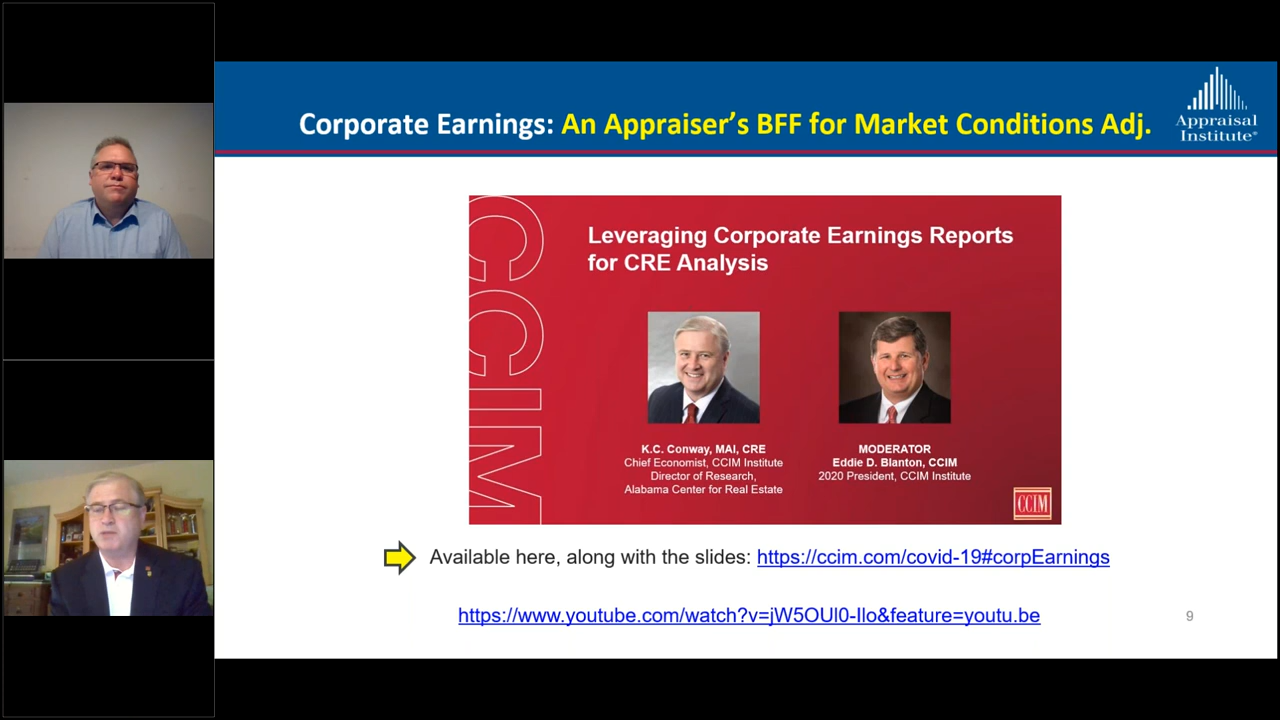 Corporate Earnings: An Appraiser's BFF for Market Conditions Adj.
Appraisal
Institute®
CCIM
Leveraging Corporate Earnings Reports
for CRE Analysis
K.C. Conway, MAI, CRE
Chief Economist, CCIM Institute
Director of Research,
Alabama Center for Real Estate
MODERATOR
Eddie D. Blanton, CCIM
2020 President, CCIM Institute
CCIM
Available here, along with the slides: https://ccim.com/covid-19#corpEarnings
https://www.youtube.com/watch?v=jW5OUl0-Ilo&feature=youtu.be
9